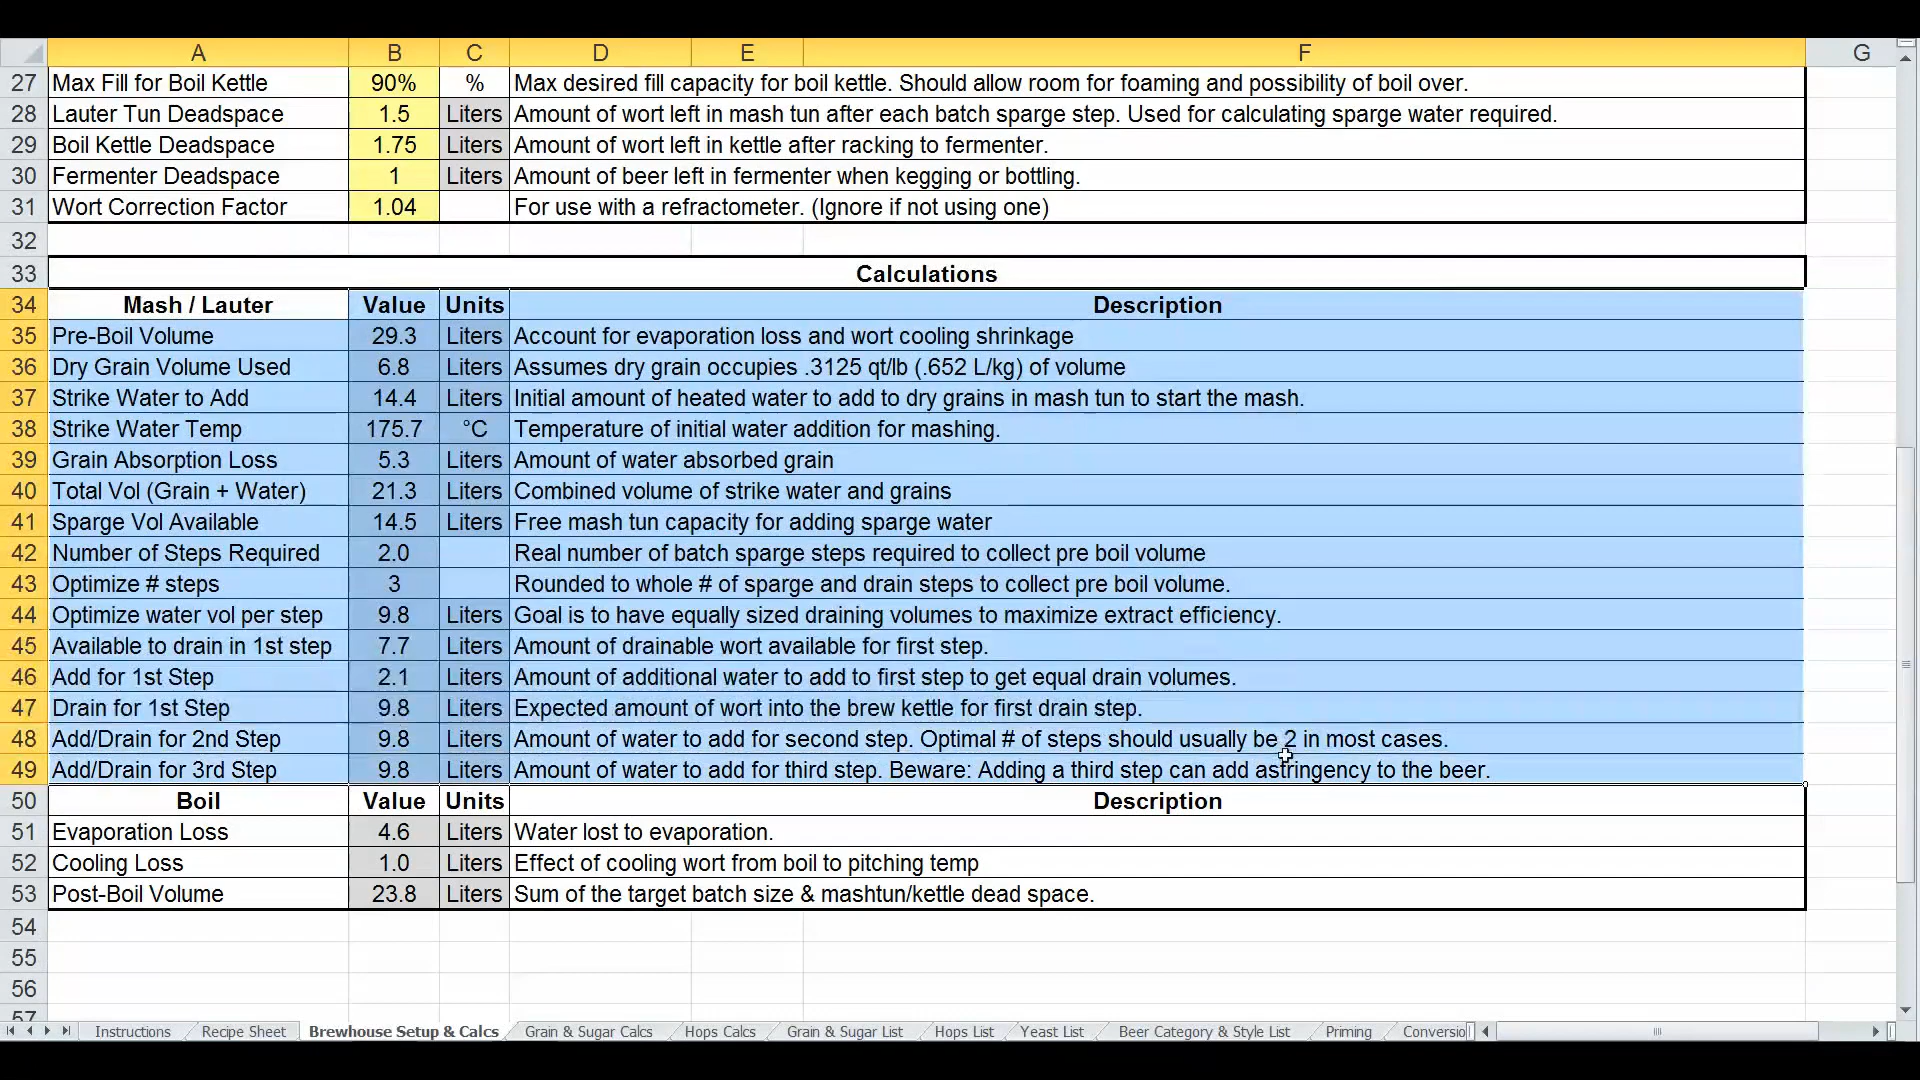 A B C D E F G
27 Max Fill for Boil Kettle 90% % Max desired fill capacity for boil kettle. Should allow room for foaming and possibility of boil over.
28 Lauter Tun Deadspace 1.5 Liters Amount of wort left in mash tun after each batch sparge step. Used for calculating sparge water required.
29 Boil Kettle Deadspace 1.75 Liters Amount of wort left in kettle after racking to fermenter.
30 Fermenter Deadspace 1 Liters Amount of beer left in fermenter when kegging or bottling.
31 Wort Correction Factor 1.04 For use with a refractometer. (Ignore if not using one)
32
33 Calculations
34 Mash / Lauter Value Units Description
35 Pre-Boil Volume 29.3 Liters Account for evaporation loss and wort cooling shrinkage
36 Dry Grain Volume Used 6.8 Liters Assumes dry grain occupies .3125 qt/lb (.652 L/kg) of volume
37 Strike Water to Add 14.4 Liters Initial amount of heated water to add to dry grains in mash tun to start the mash.
38 Strike Water Temp 175.7 °C Temperature of initial water addition for mashing.
39 Grain Absorption Loss 5.3 Liters Amount of water absorbed grain
40 Total Vol (Grain + Water) 21.3 Liters Combined volume of strike water and grains
41 Sparge Vol Available 14.5 Liters Free mash tun capacity for adding sparge water
42 Number of Steps Required 2.0 Real number of batch sparge steps required to collect pre boil volume
43 Optimize # steps 3 Rounded to whole # of sparge and drain steps to collect pre boil volume.
44 Optimize water vol per step 9.8 Liters Goal is to have equally sized draining volumes to maximize extract efficiency.
45 Available to drain in 1st step 7.7 Liters Amount of drainable wort available for first step.
46 Add for 1st Step 2.1 Liters Amount of additional water to add to first step to get equal drain volumes.
47 Drain for 1st Step 9.8 Liters Expected amount of wort into the brew kettle for first drain step.
48 Add/Drain for 2nd Step 9.8 Liters Amount of water to add for second step. Optimal # of steps should usually be 2 in most cases.
49 Add/Drain for 3rd Step 9.8 Liters Amount of water to add for third step. Beware: Adding a third step can add astringency to the beer.
50 Boil Value Units Description
51 Evaporation Loss 4.6 Liters Water lost to evaporation.
52 Cooling Loss 1.0 Liters Effect of cooling wort from boil to pitching temp
53 Post-Boil Volume 23.8 Liters Sum of the target batch size & mashtun/kettle dead space.
54
55
56
57
Instructions Recipe Sheet Brewhouse Setup & Calcs Grain & Sugar Calcs Hops Calcs Grain & Sugar List Hops List Yeast List Beer Category & Style List Priming Conversio